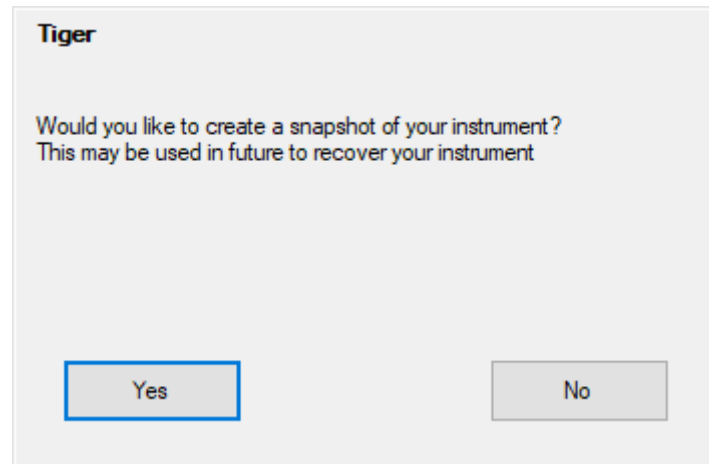 Tiger
Would you like to create a snapshot of your instrument?
This may be used in future to recover your instrument
Yes
No